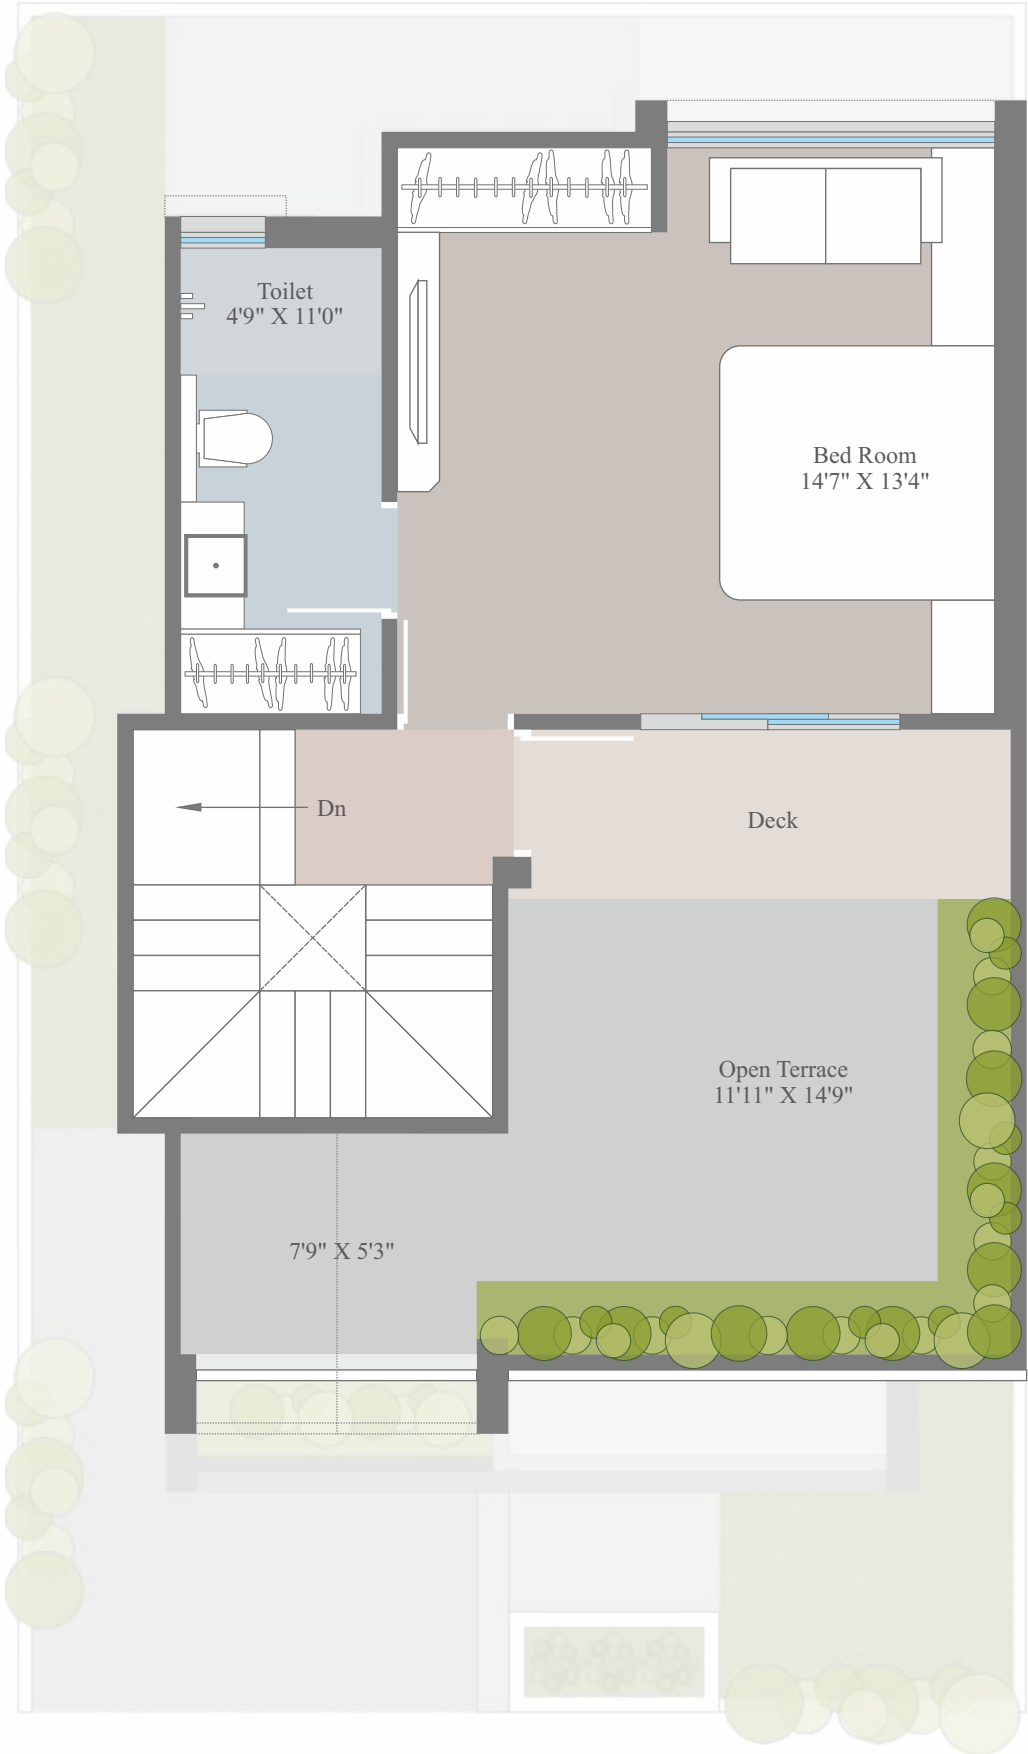 Toilet
4'9" X 11'0"
Bed Room
14'7" X 13'4"
Dn
Deck
Open Terrace
11'11" X 14'9"
7'9" X 5'3"